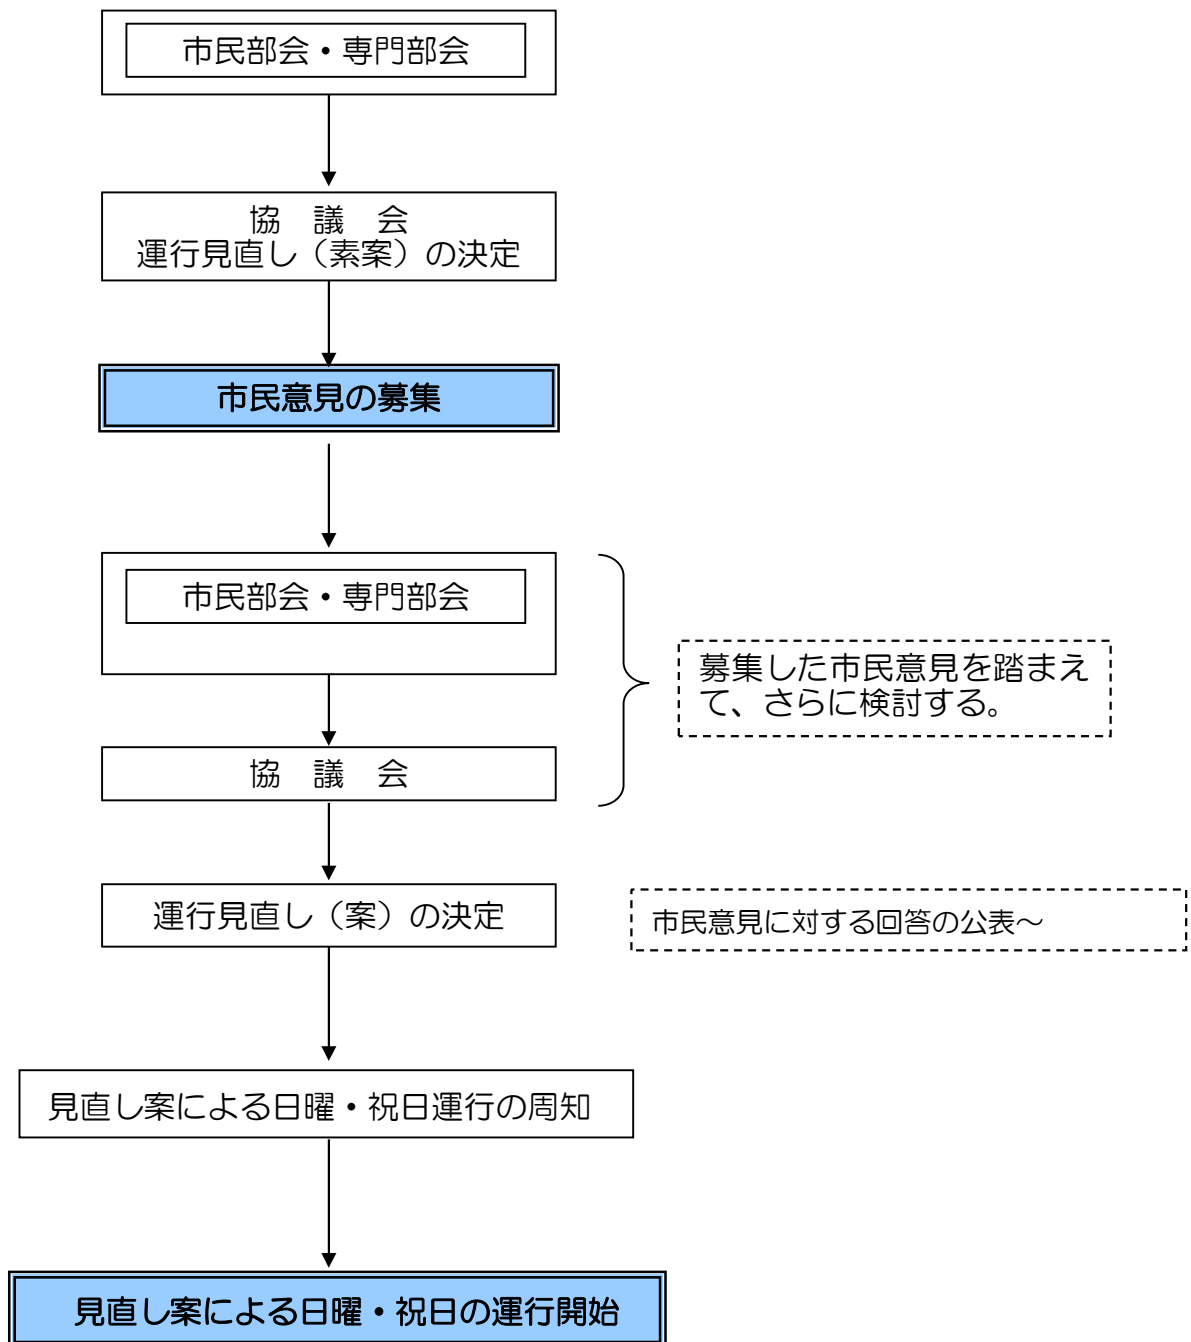 市民部会・専門部会
協　議　会
運行見直し（素案）の決定
市民意見の募集
市民部会・専門部会
募集した市民意見を踏まえ
て、さらに検討する。
協　議　会
運行見直し（案）の決定
市民意見に対する回答の公表～
見直し案による日曜・祝日運行の周知
見直し案による日曜・祝日の運行開始